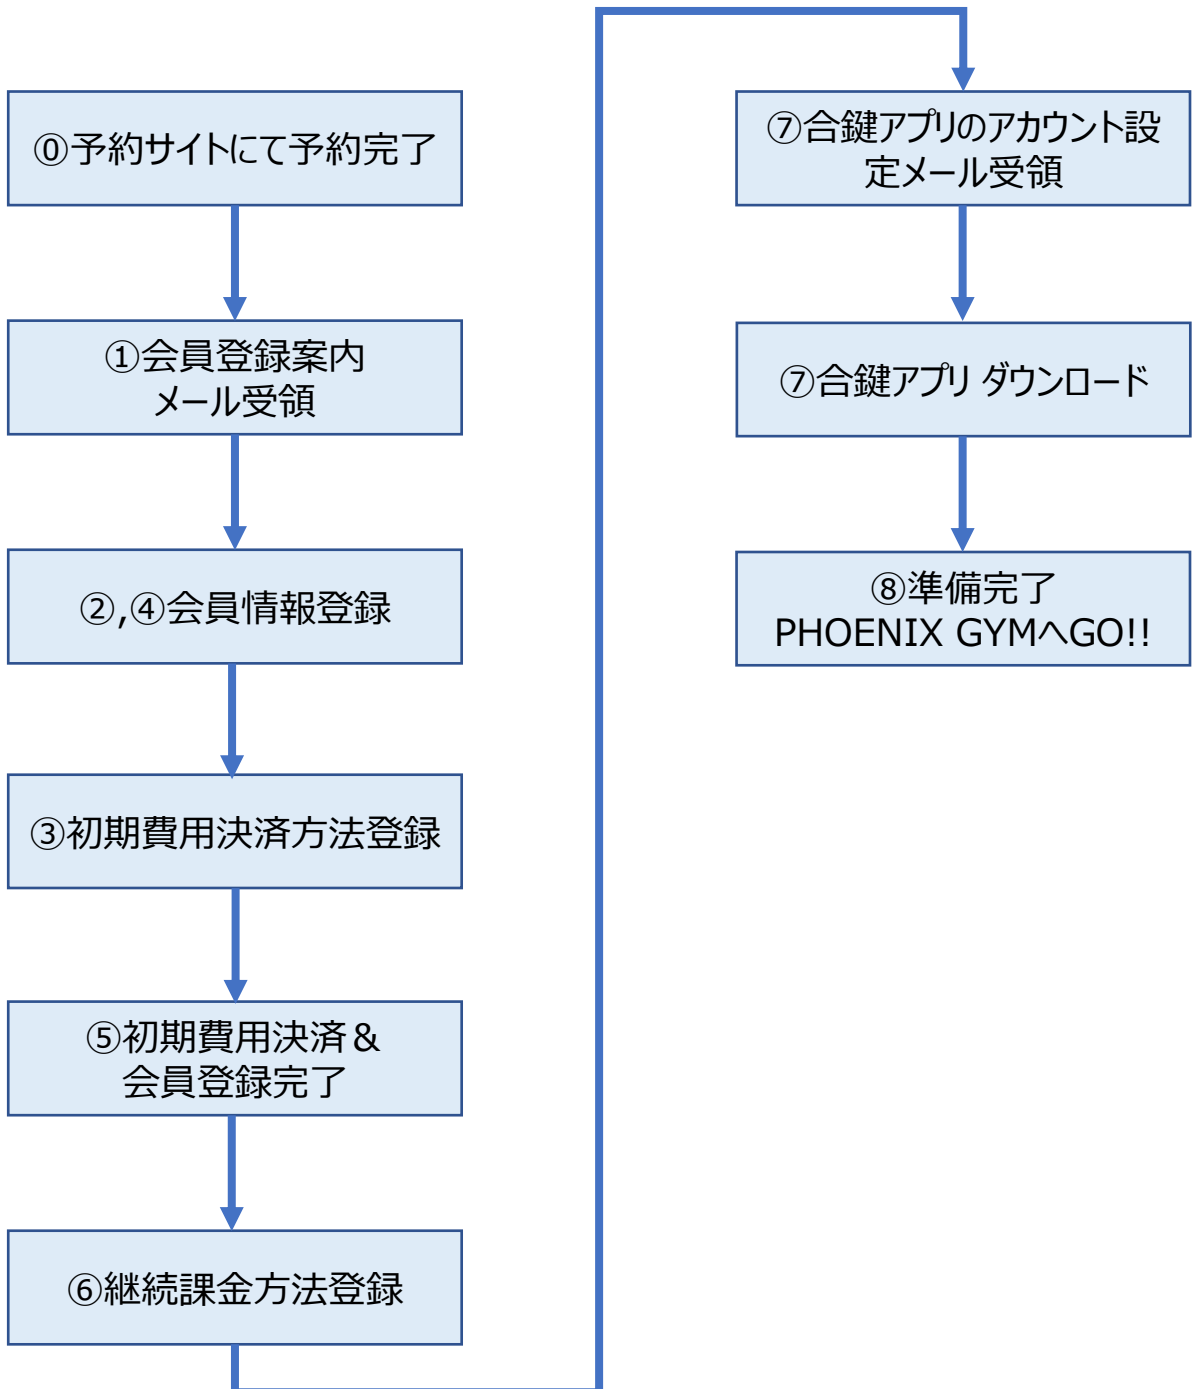 ⓪予約サイトにて予約完了
①会員登録案内
メール受領
②,④会員情報登録
③初期費用決済方法登録
⑤初期費用決済＆
会員登録完了
⑥継続課金方法登録
⑦合鍵アプリのアカウント設
定メール受領
⑦合鍵アプリ ダウンロード
⑧準備完了
PHOENIX GYMへGO!!